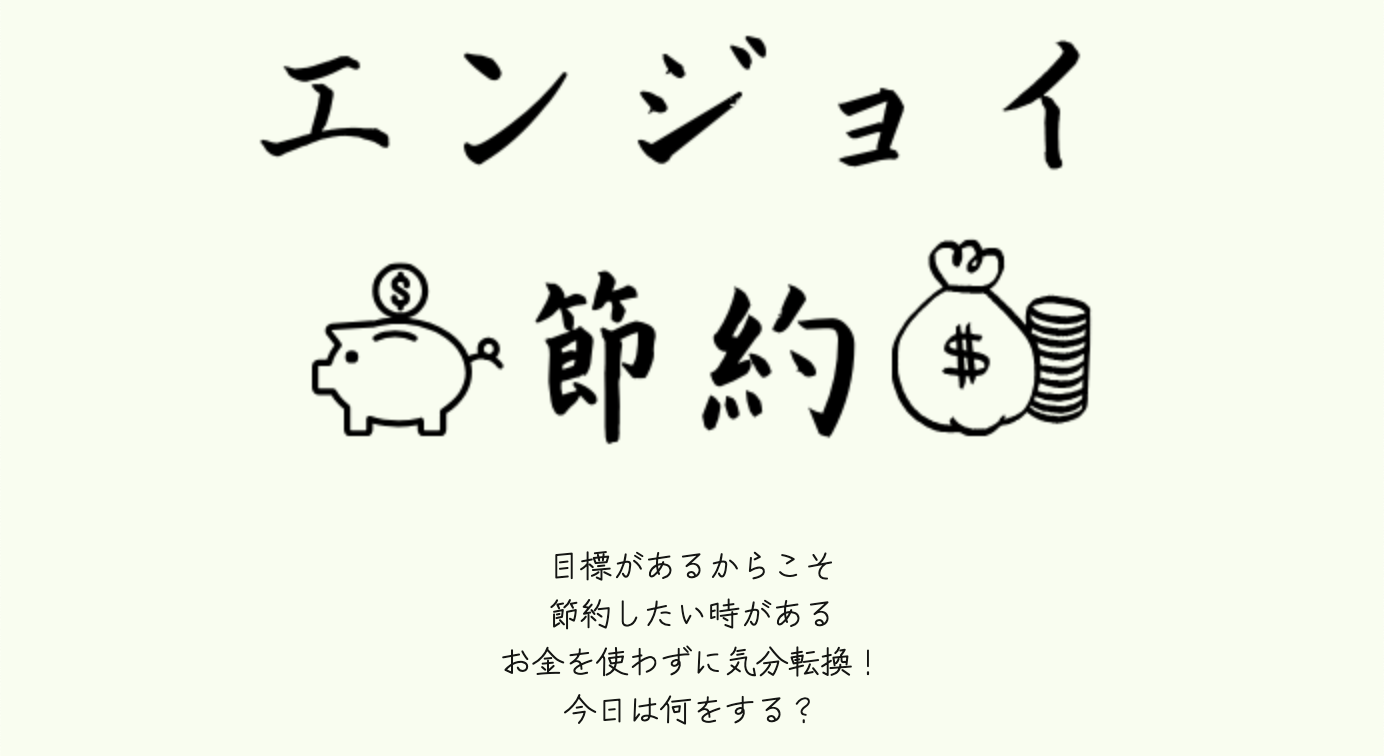 エンジョイ
$ 節約 $
目標があるからこそ
節約したい時がある
お金を使わずに気分転換！
今日は何をする？